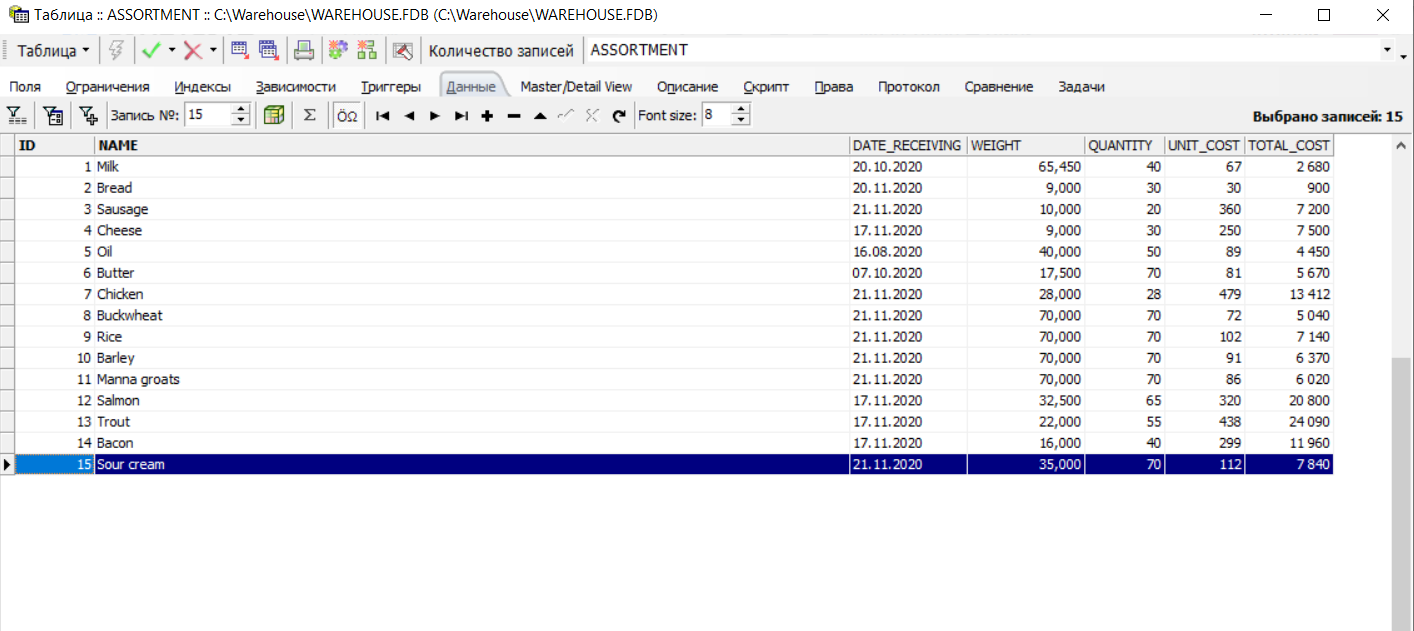 Таблица :: ASSORTMENT :: C:\Warehouse\WAREHOUSE.FDB (C:\Warehouse\WAREHOUSE.FDB)
Таблица Количество записей ASSORTMENT
Поля Ограничения Индексы Зависимости Триггеры Данные Master/Detail View Описание Скрипт Права Протокол Сравнение Задачи
Запись №: 15 Σ ÖΩ Font size: 8 Выбрано записей: 15
ID NAME DATE_RECEIVING WEIGHT QUANTITY UNIT_COST TOTAL_COST
1 Milk 20.10.2020 65,450 40 67 2 680
2 Bread 20.11.2020 9,000 30 30 900
3 Sausage 21.11.2020 10,000 20 360 7 200
4 Cheese 17.11.2020 9,000 30 250 7 500
5 Oil 16.08.2020 40,000 50 89 4 450
6 Butter 07.10.2020 17,500 70 81 5 670
7 Chicken 21.11.2020 28,000 28 479 13 412
8 Buckwheat 21.11.2020 70,000 70 72 5 040
9 Rice 21.11.2020 70,000 70 102 7 140
10 Barley 21.11.2020 70,000 70 91 6 370
11 Manna groats 21.11.2020 70,000 70 86 6 020
12 Salmon 17.11.2020 32,500 65 320 20 800
13 Trout 17.11.2020 22,000 55 438 24 090
14 Bacon 17.11.2020 16,000 40 299 11 960
15 Sour cream 21.11.2020 35,000 70 112 7 840